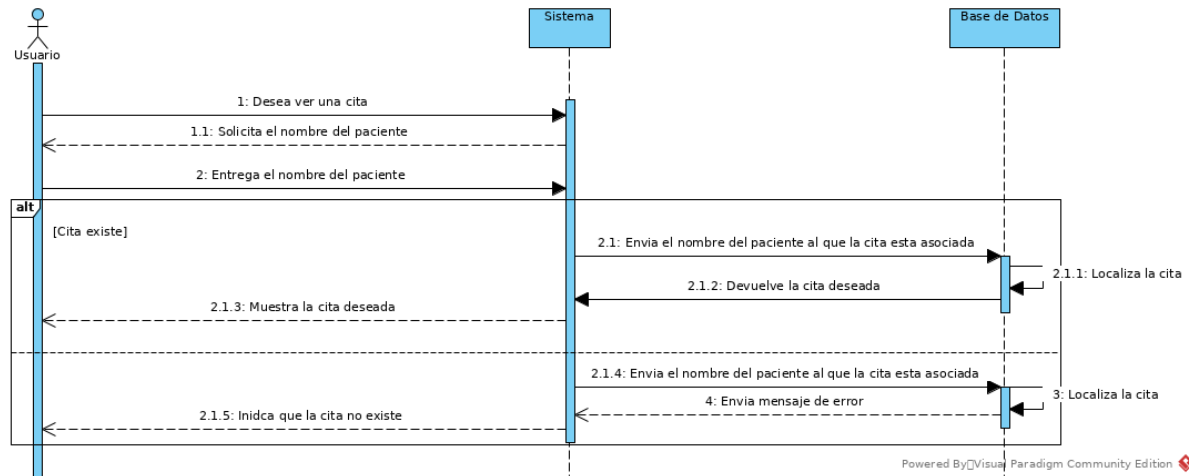 Usuario
Sistema
Base de Datos
1: Desea ver una cita
1.1: Solicita el nombre del paciente
2: Entrega el nombre del paciente
alt
[Cita existe]
2.1: Envia el nombre del paciente al que la cita esta asociada
2.1.1: Localiza la cita
2.1.2: Devuelve la cita deseada
2.1.3: Muestra la cita deseada
2.1.4: Envia el nombre del paciente al que la cita esta asociada
3: Localiza la cita
4: Envia mensaje de error
2.1.5: Inidca que la cita no existe
Powered By Visual Paradigm Community Edition